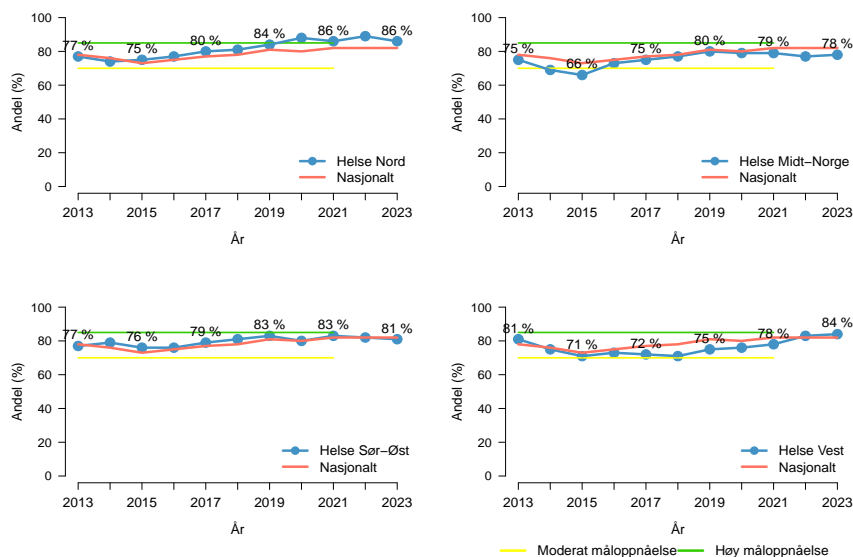 100
80
60
40
20
0
Andel (%)
77 %
75 %
80 %
84 %
86 %
86 %
Helse Nord
Nasjonalt
2013 2015 2017 2019 2021 2023
År
100
80
60
40
20
0
Andel (%)
75 %
66 %
75 %
80 %
79 %
78 %
Helse Midt−Norge
Nasjonalt
2013 2015 2017 2019 2021 2023
År
100
80
60
40
20
0
Andel (%)
77 %
76 %
79 %
83 %
83 %
81 %
Helse Sør−Øst
Nasjonalt
2013 2015 2017 2019 2021 2023
År
100
80
60
40
20
0
Andel (%)
81 %
71 %
72 %
75 %
78 %
84 %
Helse Vest
Nasjonalt
2013 2015 2017 2019 2021 2023
År
Moderat måloppnåelse Høy måloppnåelse